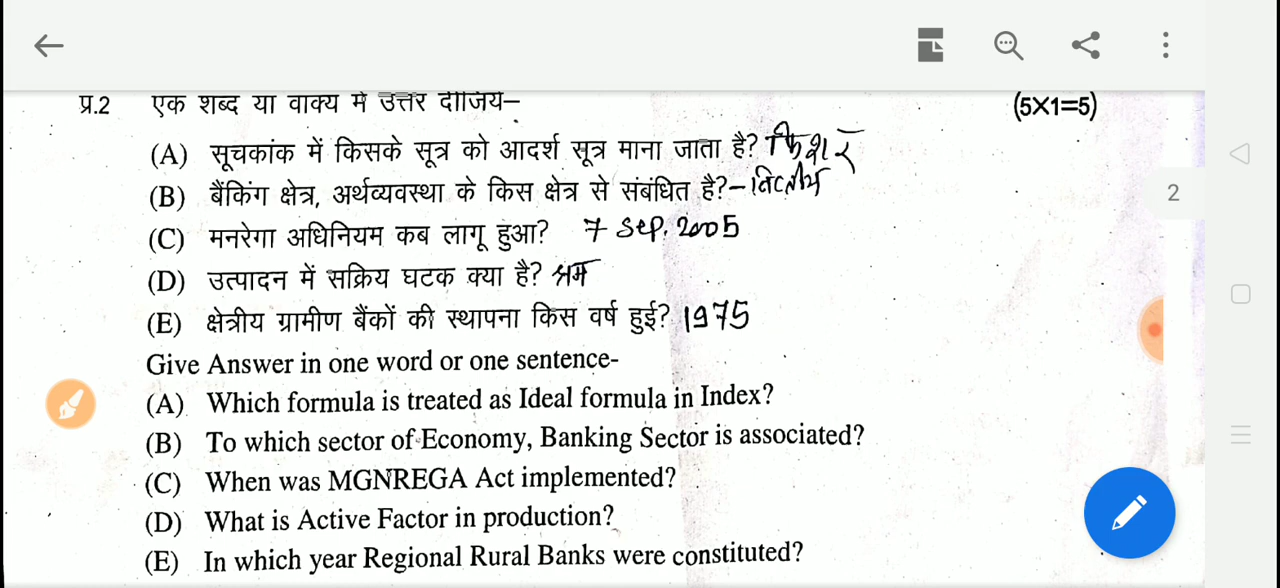 प्र.2 एक शब्द या वाक्य में उत्तर दीजिये– (5X1=5)
(A) सूचकांक में किसके सूत्र को आदर्श सूत्र माना जाता है? फिशर
(B) बैंकिंग क्षेत्र, अर्थव्यवस्था के किस क्षेत्र से संबंधित है?–
2
(C) मनरेगा अधिनियम कब लागू हुआ? 7 Sep. 2005
(D) उत्पादन में सक्रिय घटक क्या है? श्रम
(E) क्षेत्रीय ग्रामीण बैंकों की स्थापना किस वर्ष हुई? 1975
Give Answer in one word or one sentence-
(A) Which formula is treated as Ideal formula in Index?
(B) To which sector of Economy, Banking Sector is associated?
(C) When was MGNREGA Act implemented?
(D) What is Active Factor in production?
(E) In which year Regional Rural Banks were constituted?